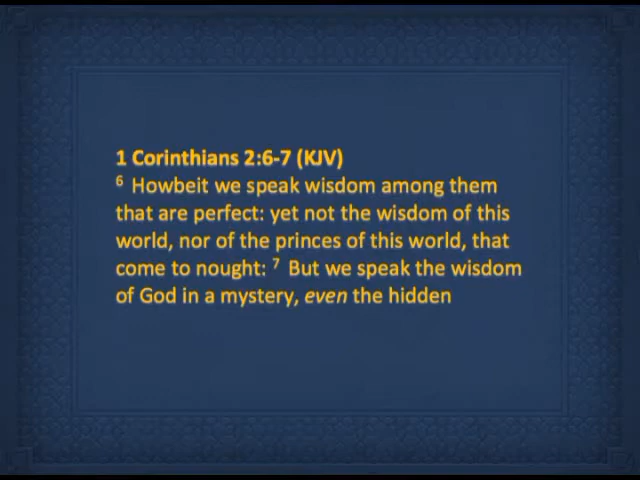 1 Corinthians 2:6-7 (KJV)
6 Howbeit we speak wisdom among them
that are perfect: yet not the wisdom of this
world, nor of the princes of this world, that
come to nought: 7 But we speak the wisdom
of God in a mystery, even the hidden